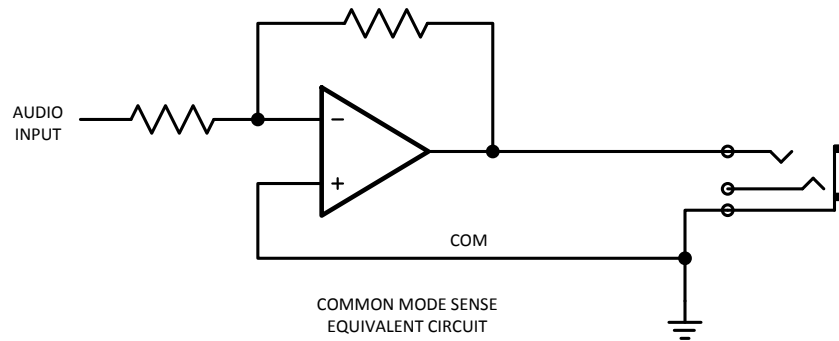 AUDIO
INPUT
−
+
COM
COMMON MODE SENSE
EQUIVALENT CIRCUIT